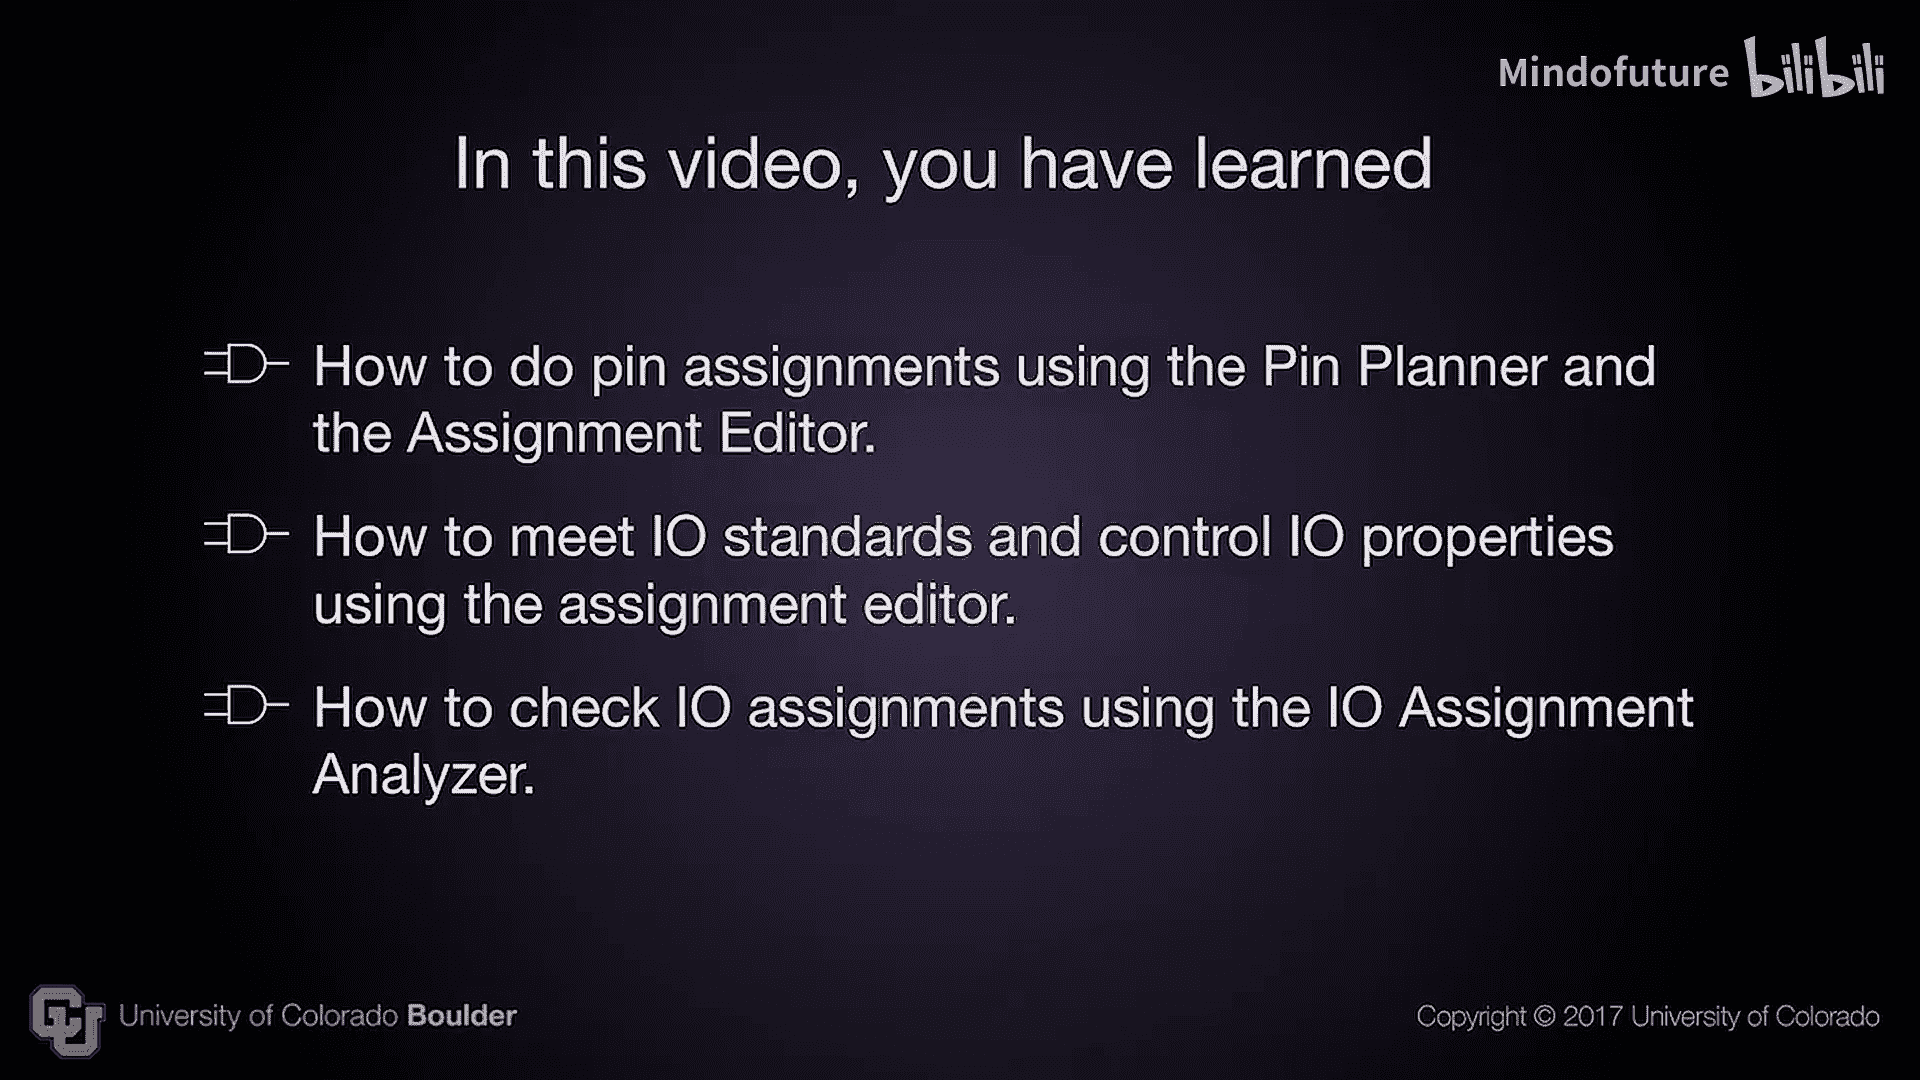 Mindofuture bilibili
In this video, you have learned
How to do pin assignments using the Pin Planner and
the Assignment Editor.
How to meet IO standards and control IO properties
using the assignment editor.
How to check IO assignments using the IO Assignment
Analyzer.
CU University of Colorado Boulder
Copyright © 2017 University of Colorado